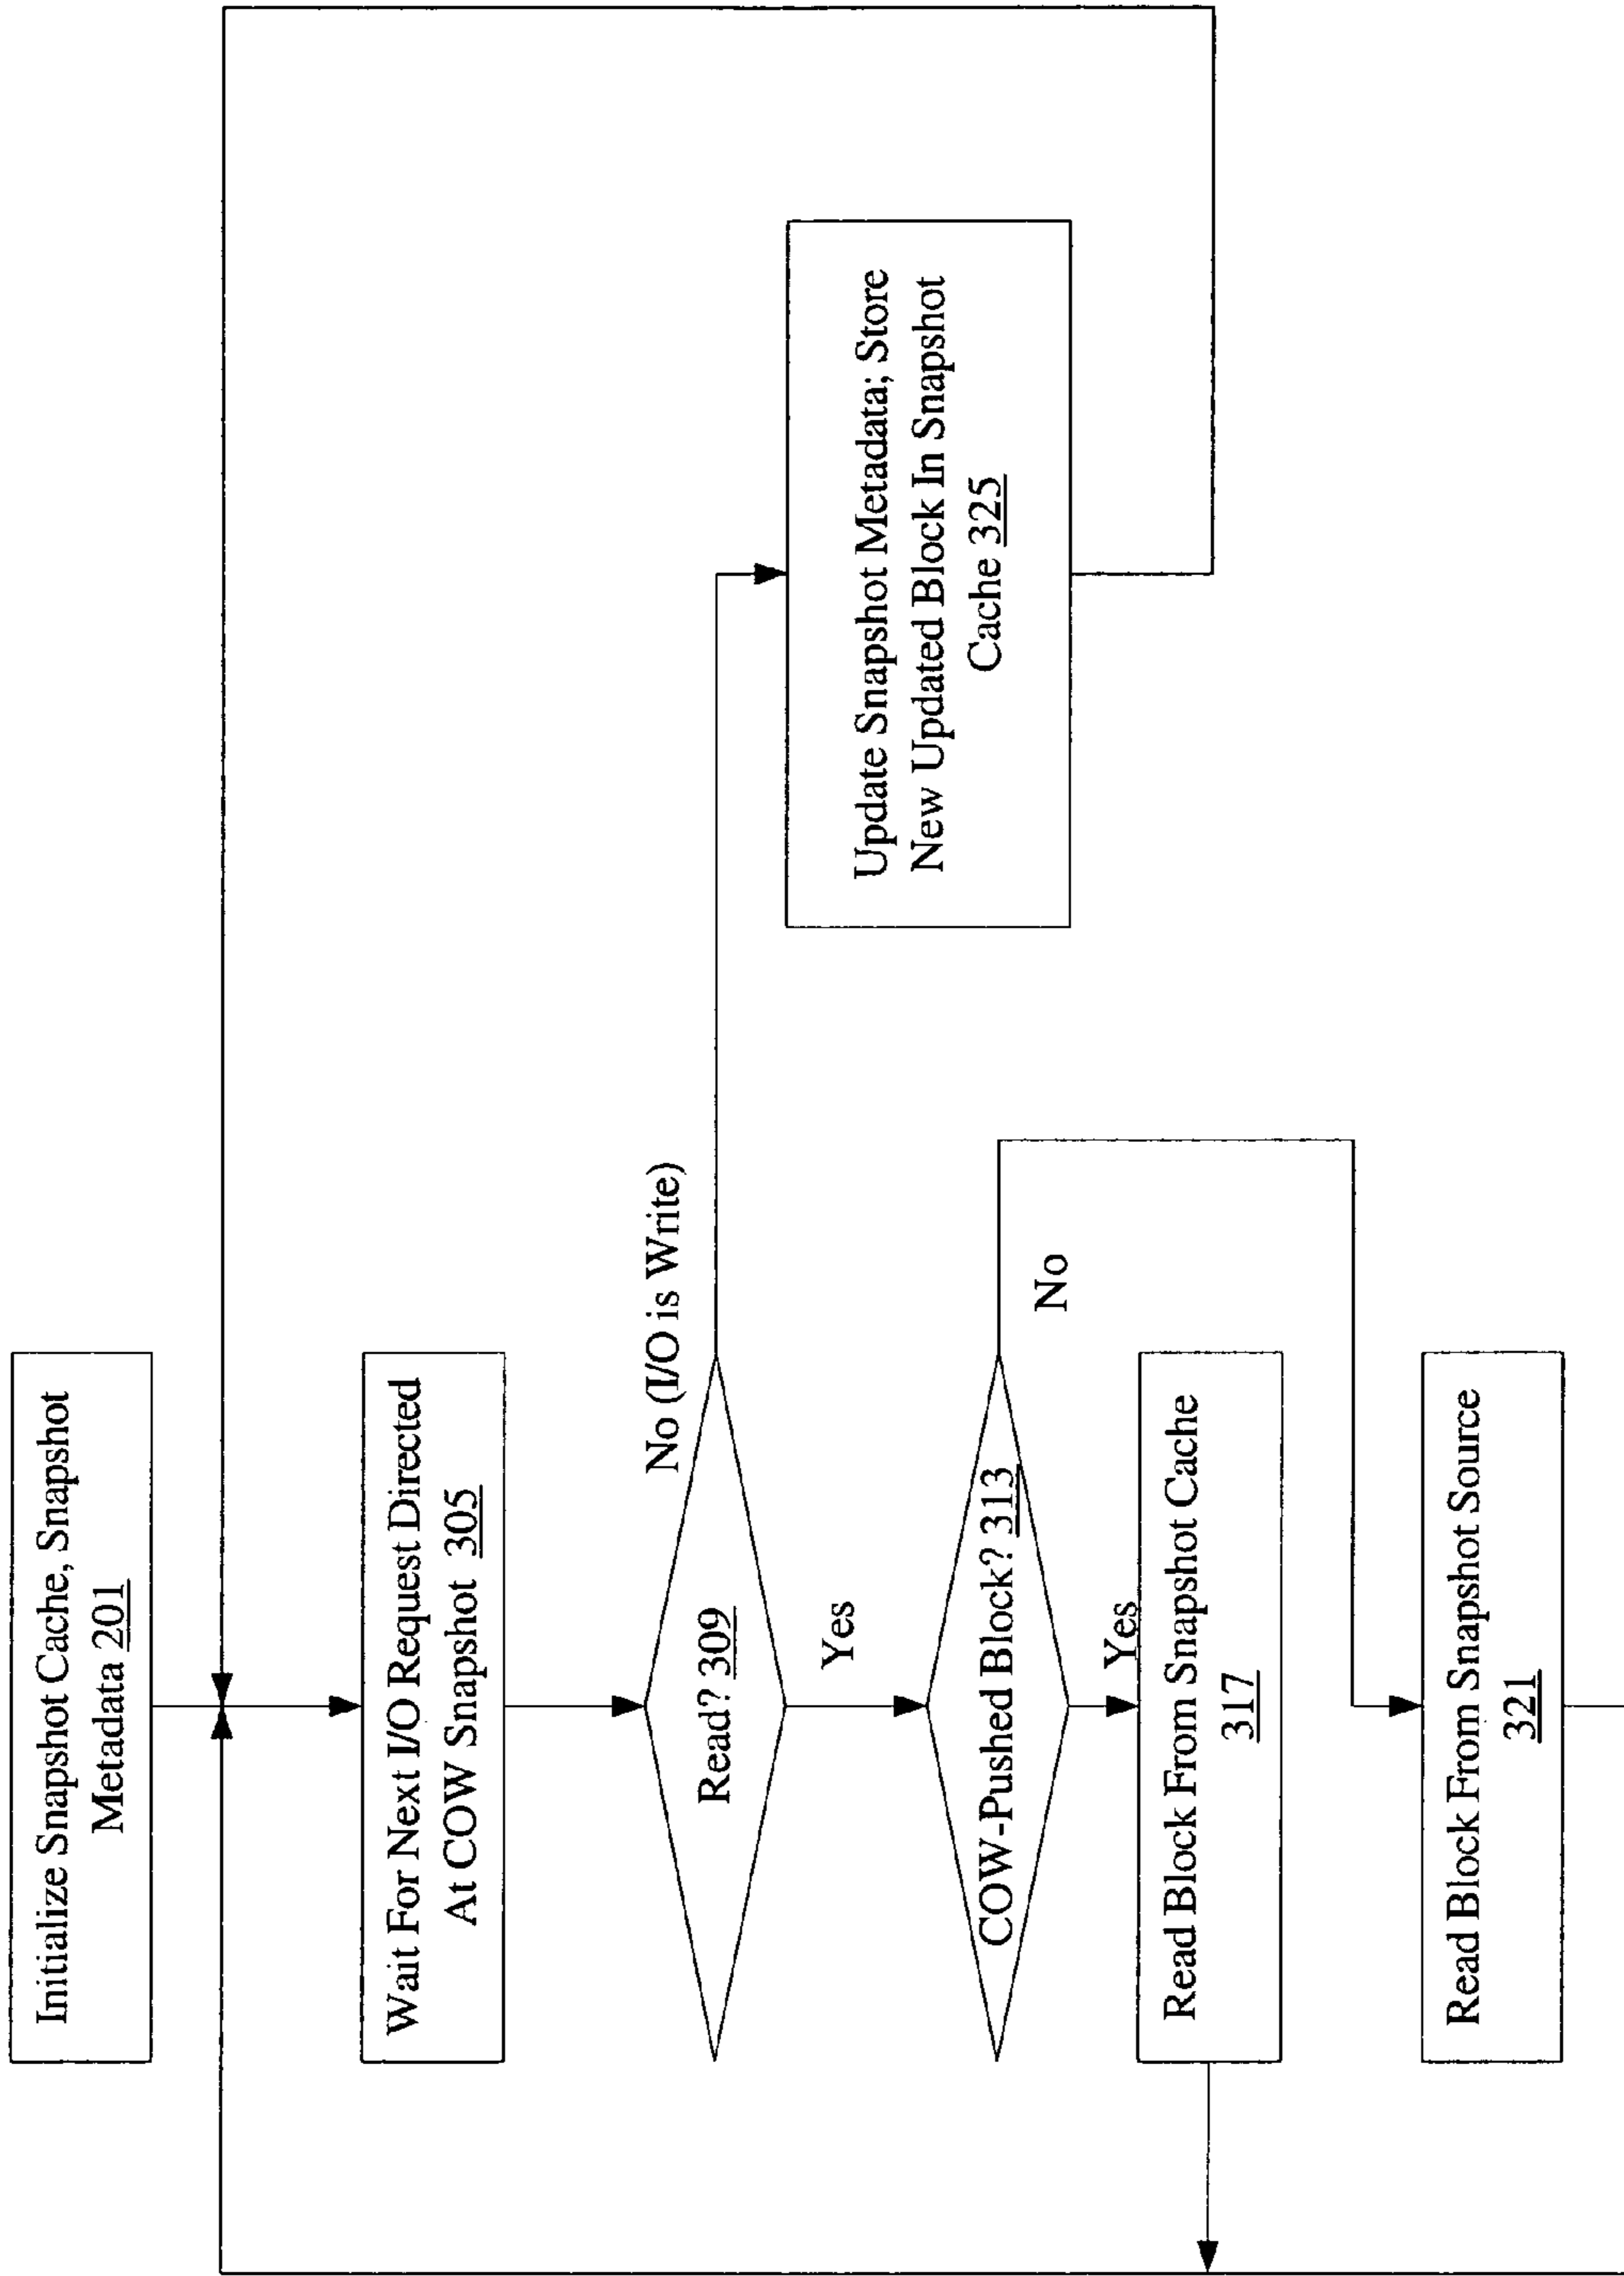 Initialize Snapshot Cache, Snapshot
Metadata 201
Wait For Next I/O Request Directed
At COW Snapshot 305
Read? 309
No (I/O is Write)
Yes
Update Snapshot Metadata; Store
New Updated Block In Snapshot
Cache 325
COW-Pushed Block? 313
No
Yes
Read Block From Snapshot Cache
317
Read Block From Snapshot Source
321